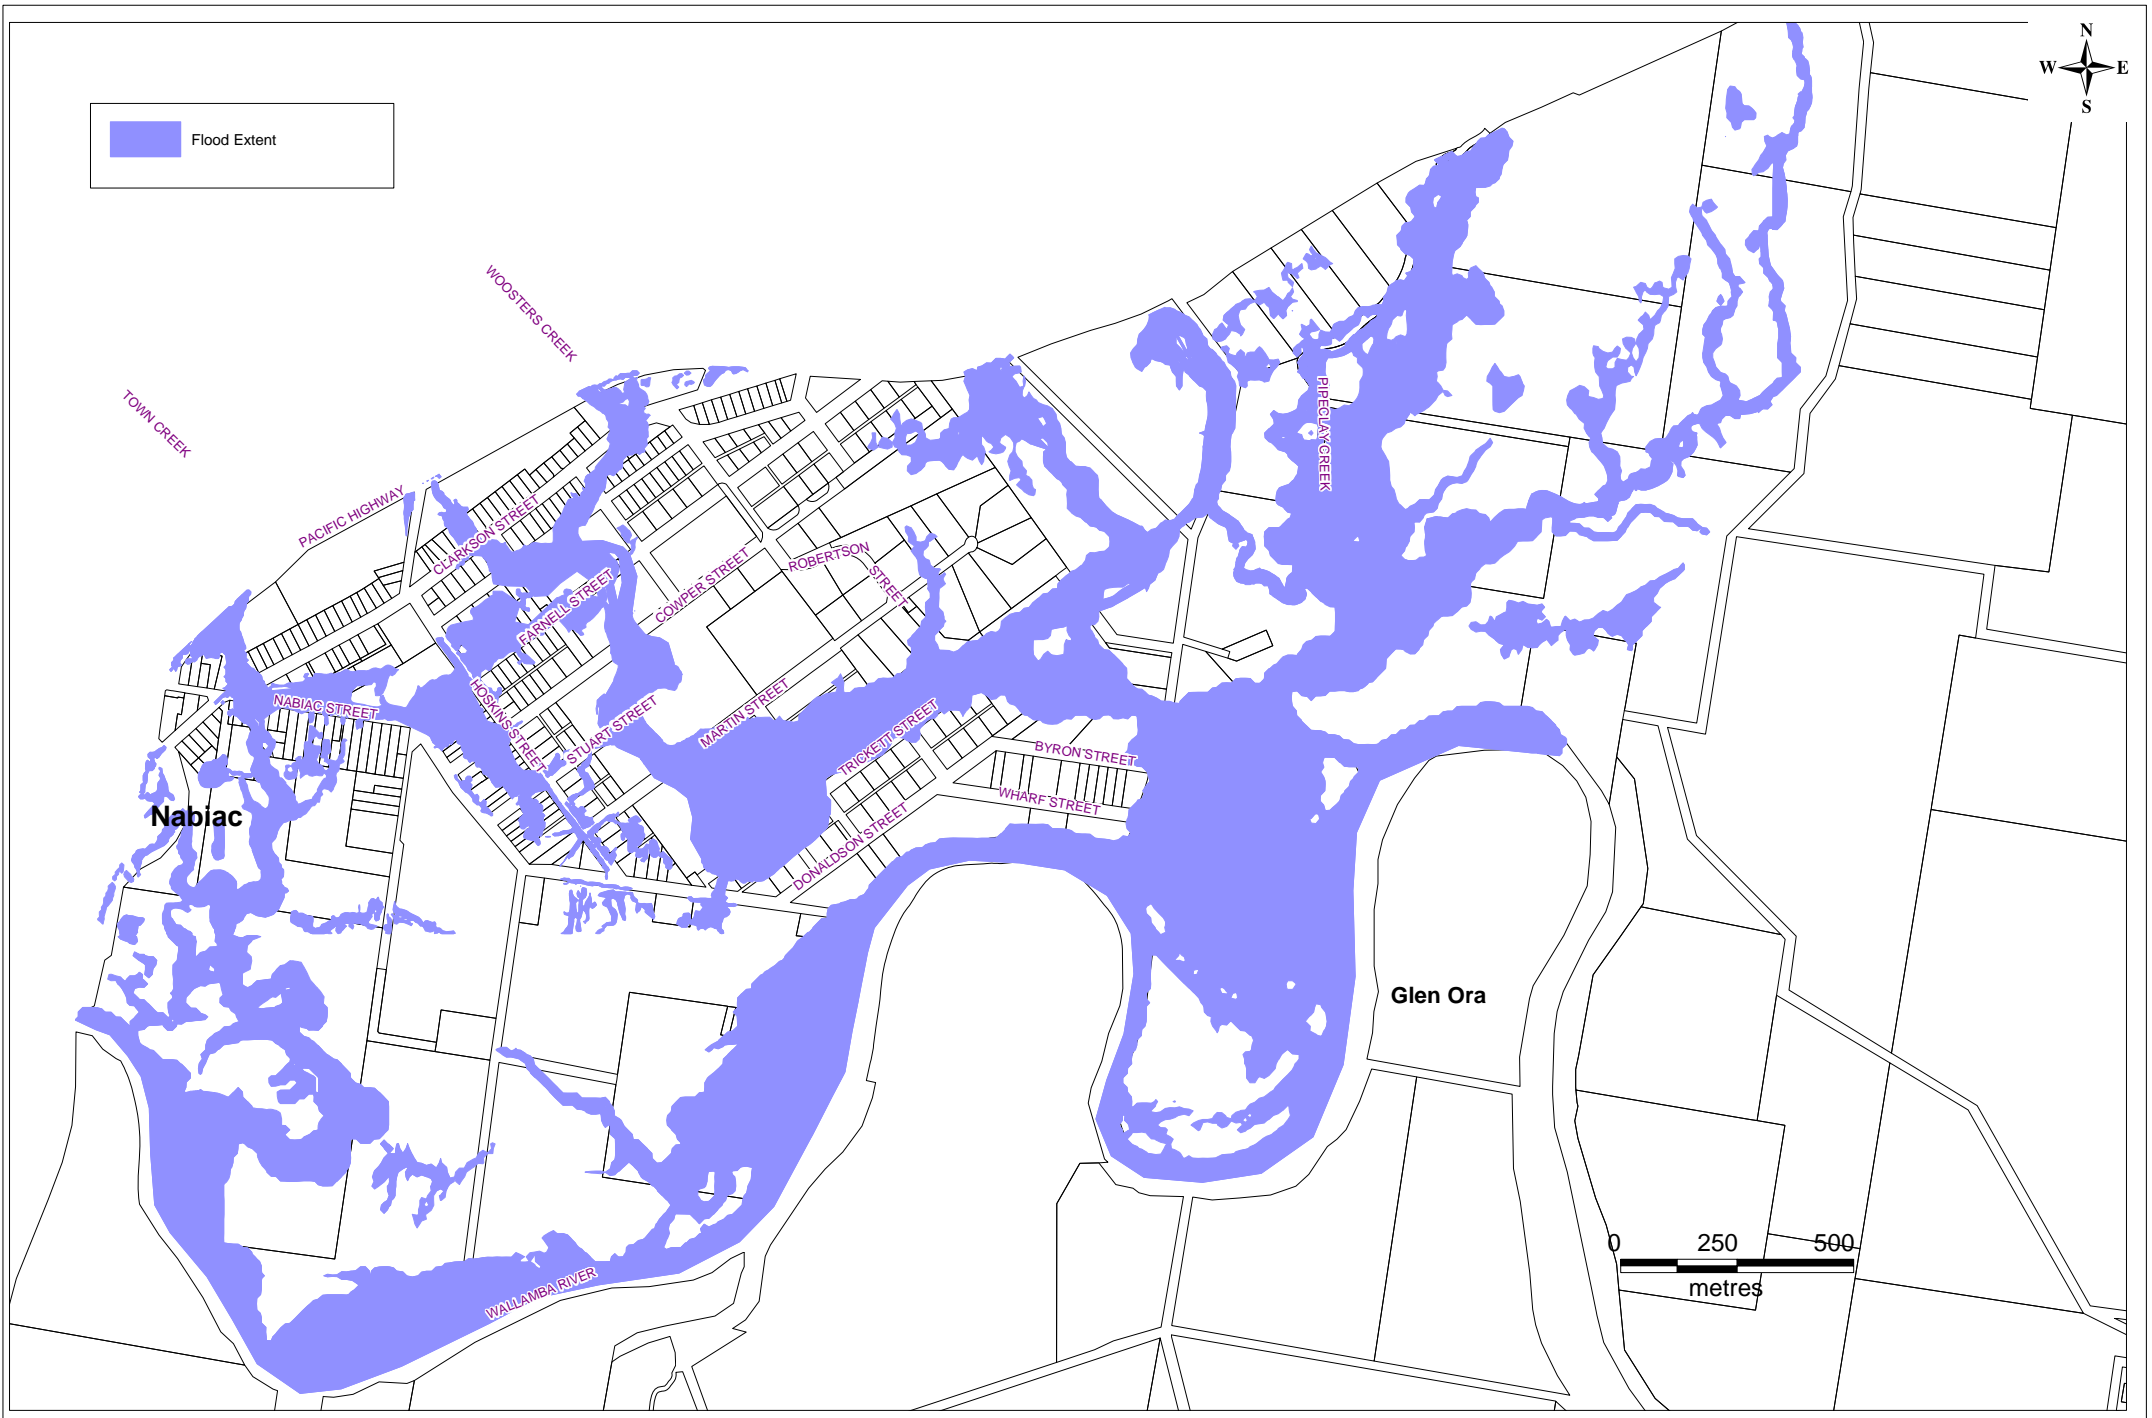 N
W E
S
Flood Extent
WOOSTERS CREEK
TOWN CREEK
PACIFIC HIGHWAY
CLARKSON STREET
PIPECLAY CREEK
ROBERTSON
STREET
COWPER STREET
FARNELL STREET
HOSKINS STREET
NABIAC STREET
STUART STREET
MARTIN STREET
TRICKETT STREET
BYRON STREET
WHARF STREET
DONALDSON STREET
Nabiac
Glen Ora
WALLAMBA RIVER
0 250 500
metres